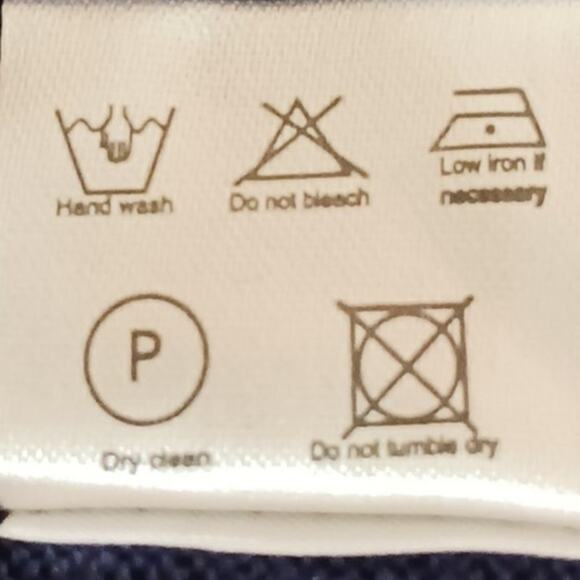 Hand wash
Do not bleach
Low iron if
necessary
P
Dry clean
Do not tumble dry